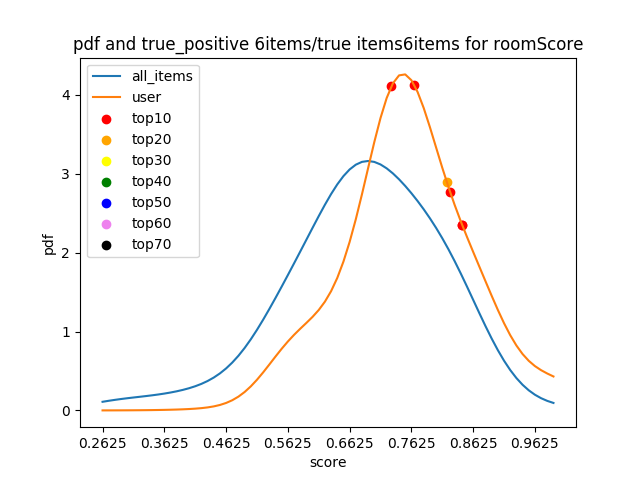 pdf and true_positive 6items/true items6items for roomScore
all_items
user
top10
top20
top30
top40
top50
top60
top70
pdf
4
3
2
1
0
0.2625 0.3625 0.4625 0.5625 0.6625 0.7625 0.8625 0.9625
score